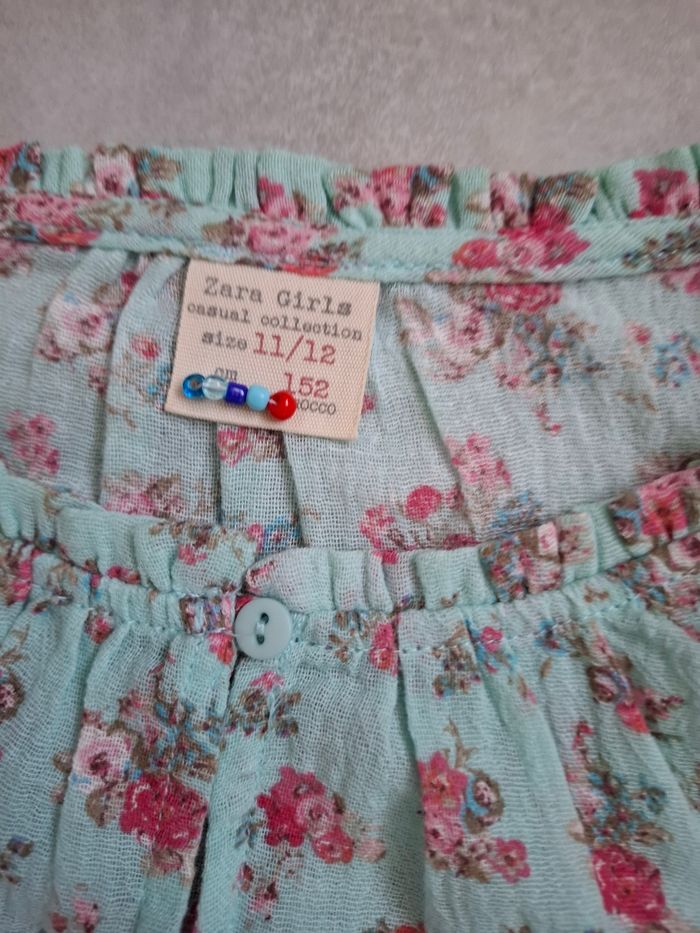 Zara Girls
casual collection
size 11/12
cm 152